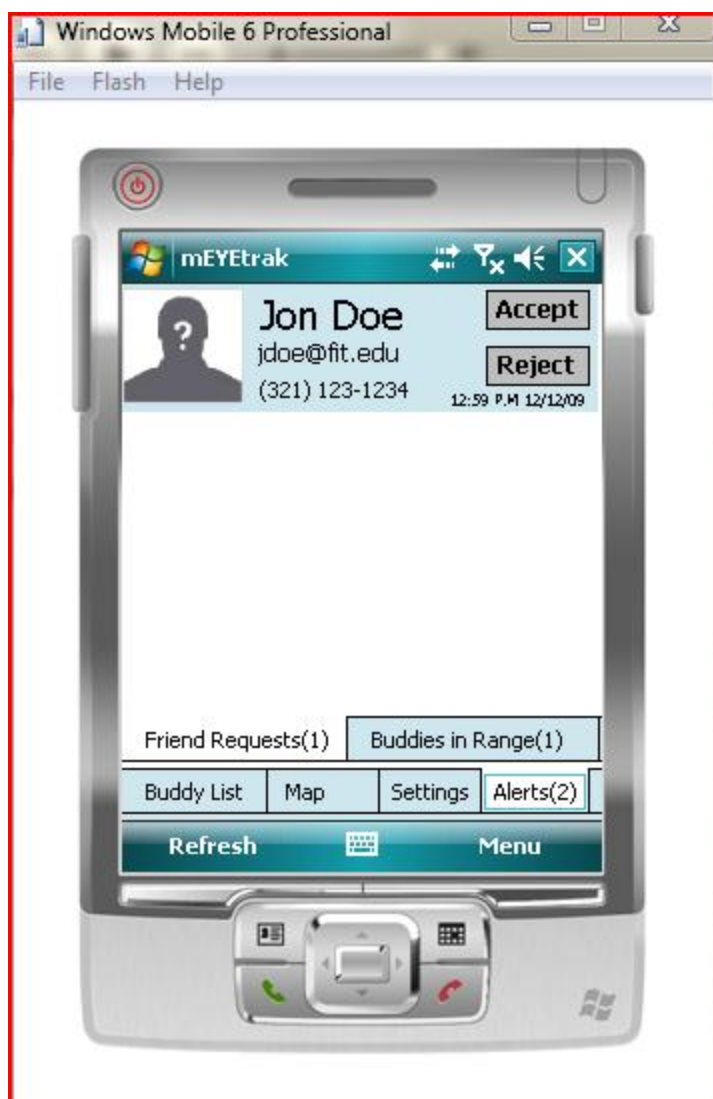 Windows Mobile 6 Professional
File Flash Help
mEYEtrak
Jon Doe
Accept
jdoe@fit.edu
Reject
(321) 123-1234
12:59 P.M 12/12/09
?
Friend Requests(1) Buddies in Range(1)
Buddy List Map Settings Alerts(2)
Refresh Menu